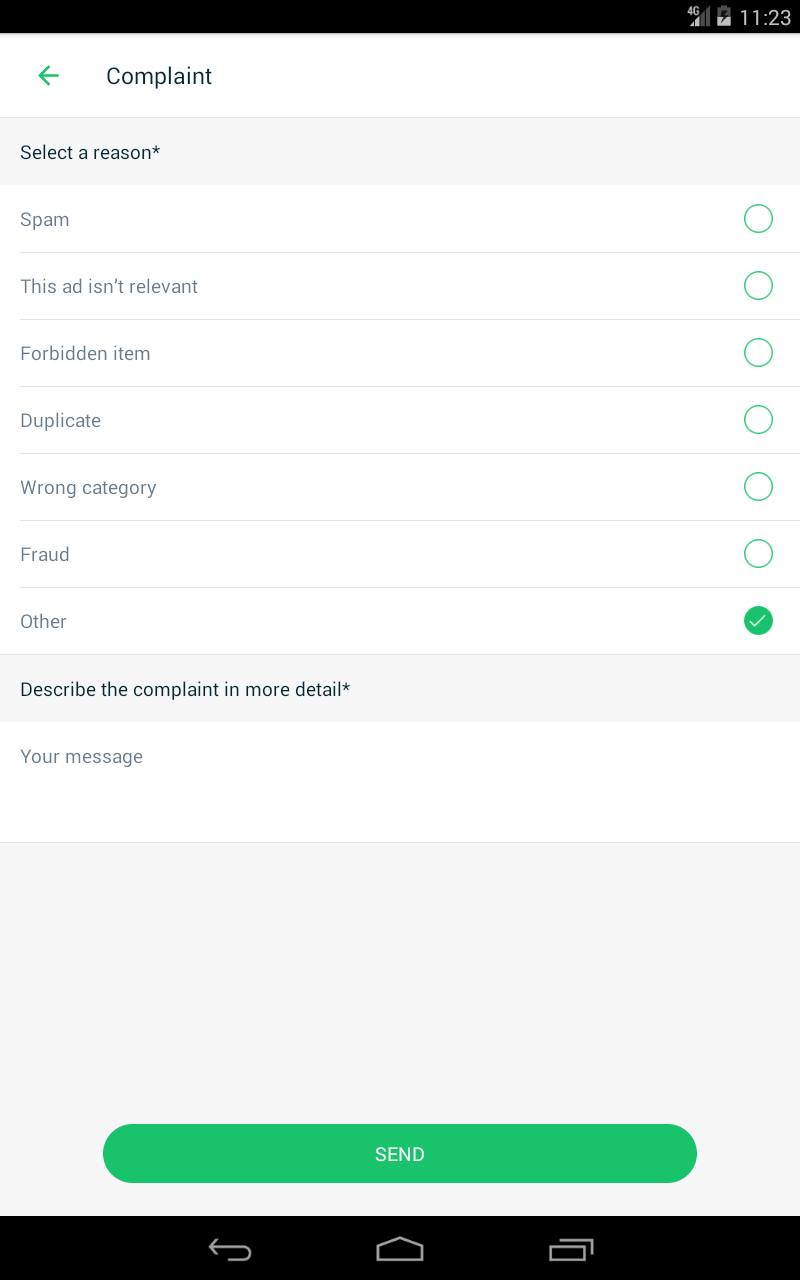 4G 11:23
Complaint
Select a reason*
Spam
This ad isn’t relevant
Forbidden item
Duplicate
Wrong category
Fraud
Other
Describe the complaint in more detail*
Your message
SEND